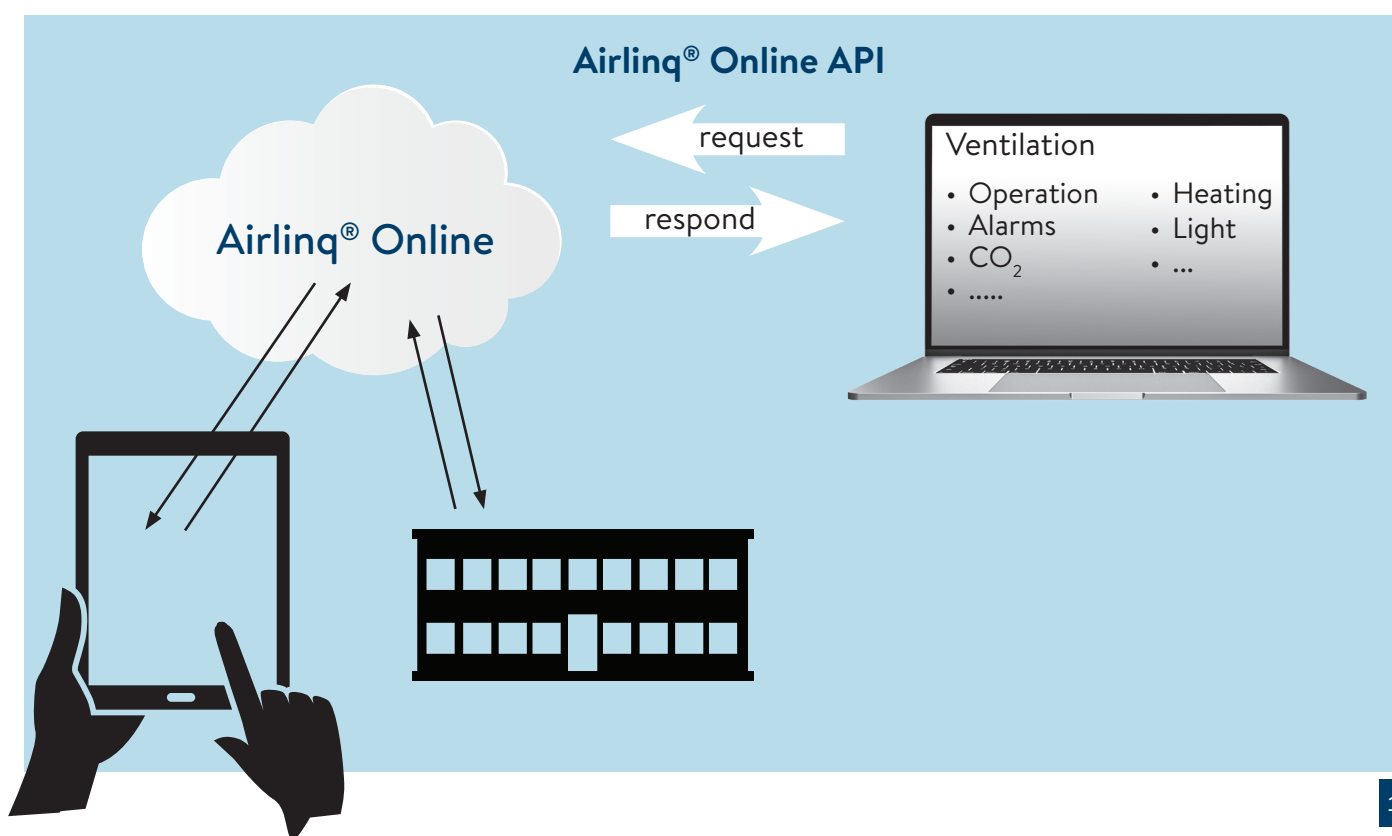 Airlinq® Online API
request
respond
Airlinq® Online
Ventilation
• Operation
• Alarms
• CO₂
• .....
• Heating
• Light
• ...